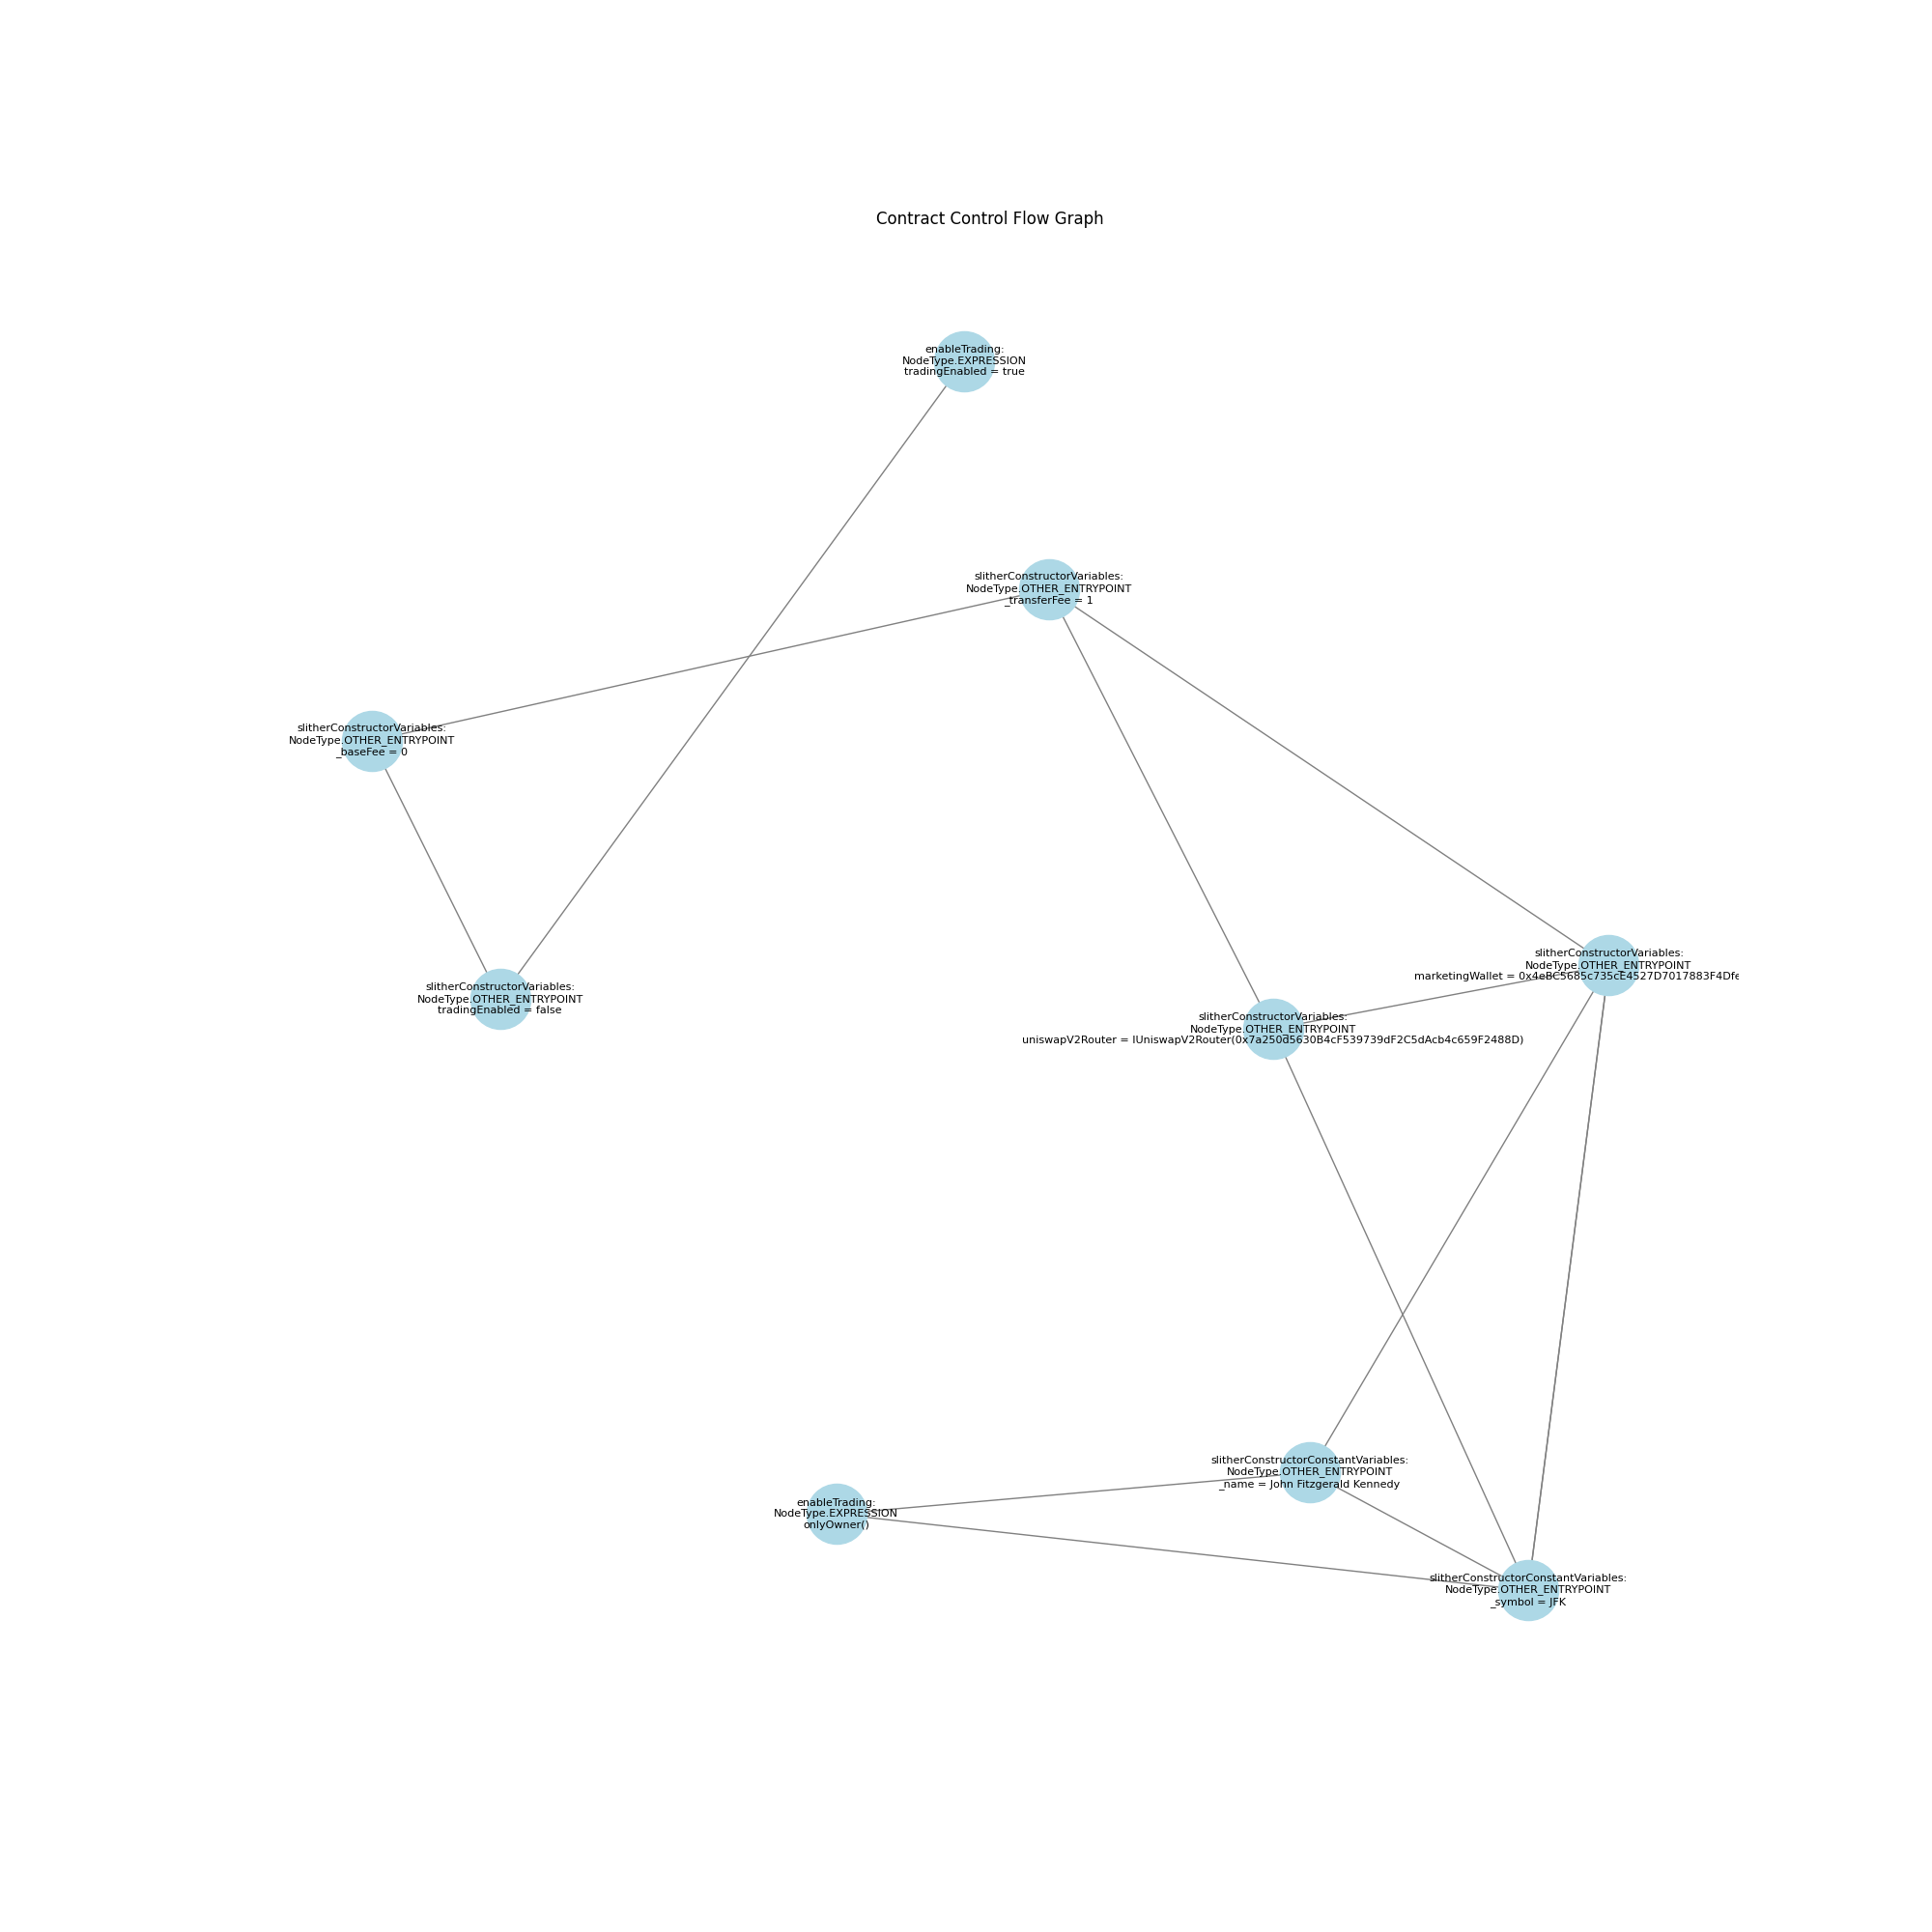 Contract Control Flow Graph
enableTrading:
NodeType.EXPRESSION
tradingEnabled = true
slitherConstructorVariables:
NodeType.OTHER_ENTRYPOINT
_transferFee = 1
slitherConstructorVariables:
NodeType.OTHER_ENTRYPOINT
_baseFee = 0
slitherConstructorVariables:
NodeType.OTHER_ENTRYPOINT
marketingWallet = 0x4eBC5685c735cE4527D7017883F4Dfe
slitherConstructorVariables:
NodeType.OTHER_ENTRYPOINT
tradingEnabled = false
slitherConstructorVariables:
NodeType.OTHER_ENTRYPOINT
uniswapV2Router = IUniswapV2Router(0x7a250d5630B4cF539739dF2C5dAcb4c659F2488D)
slitherConstructorConstantVariables:
NodeType.OTHER_ENTRYPOINT
_name = John Fitzgerald Kennedy
enableTrading:
NodeType.EXPRESSION
onlyOwner()
slitherConstructorConstantVariables:
NodeType.OTHER_ENTRYPOINT
_symbol = JFK